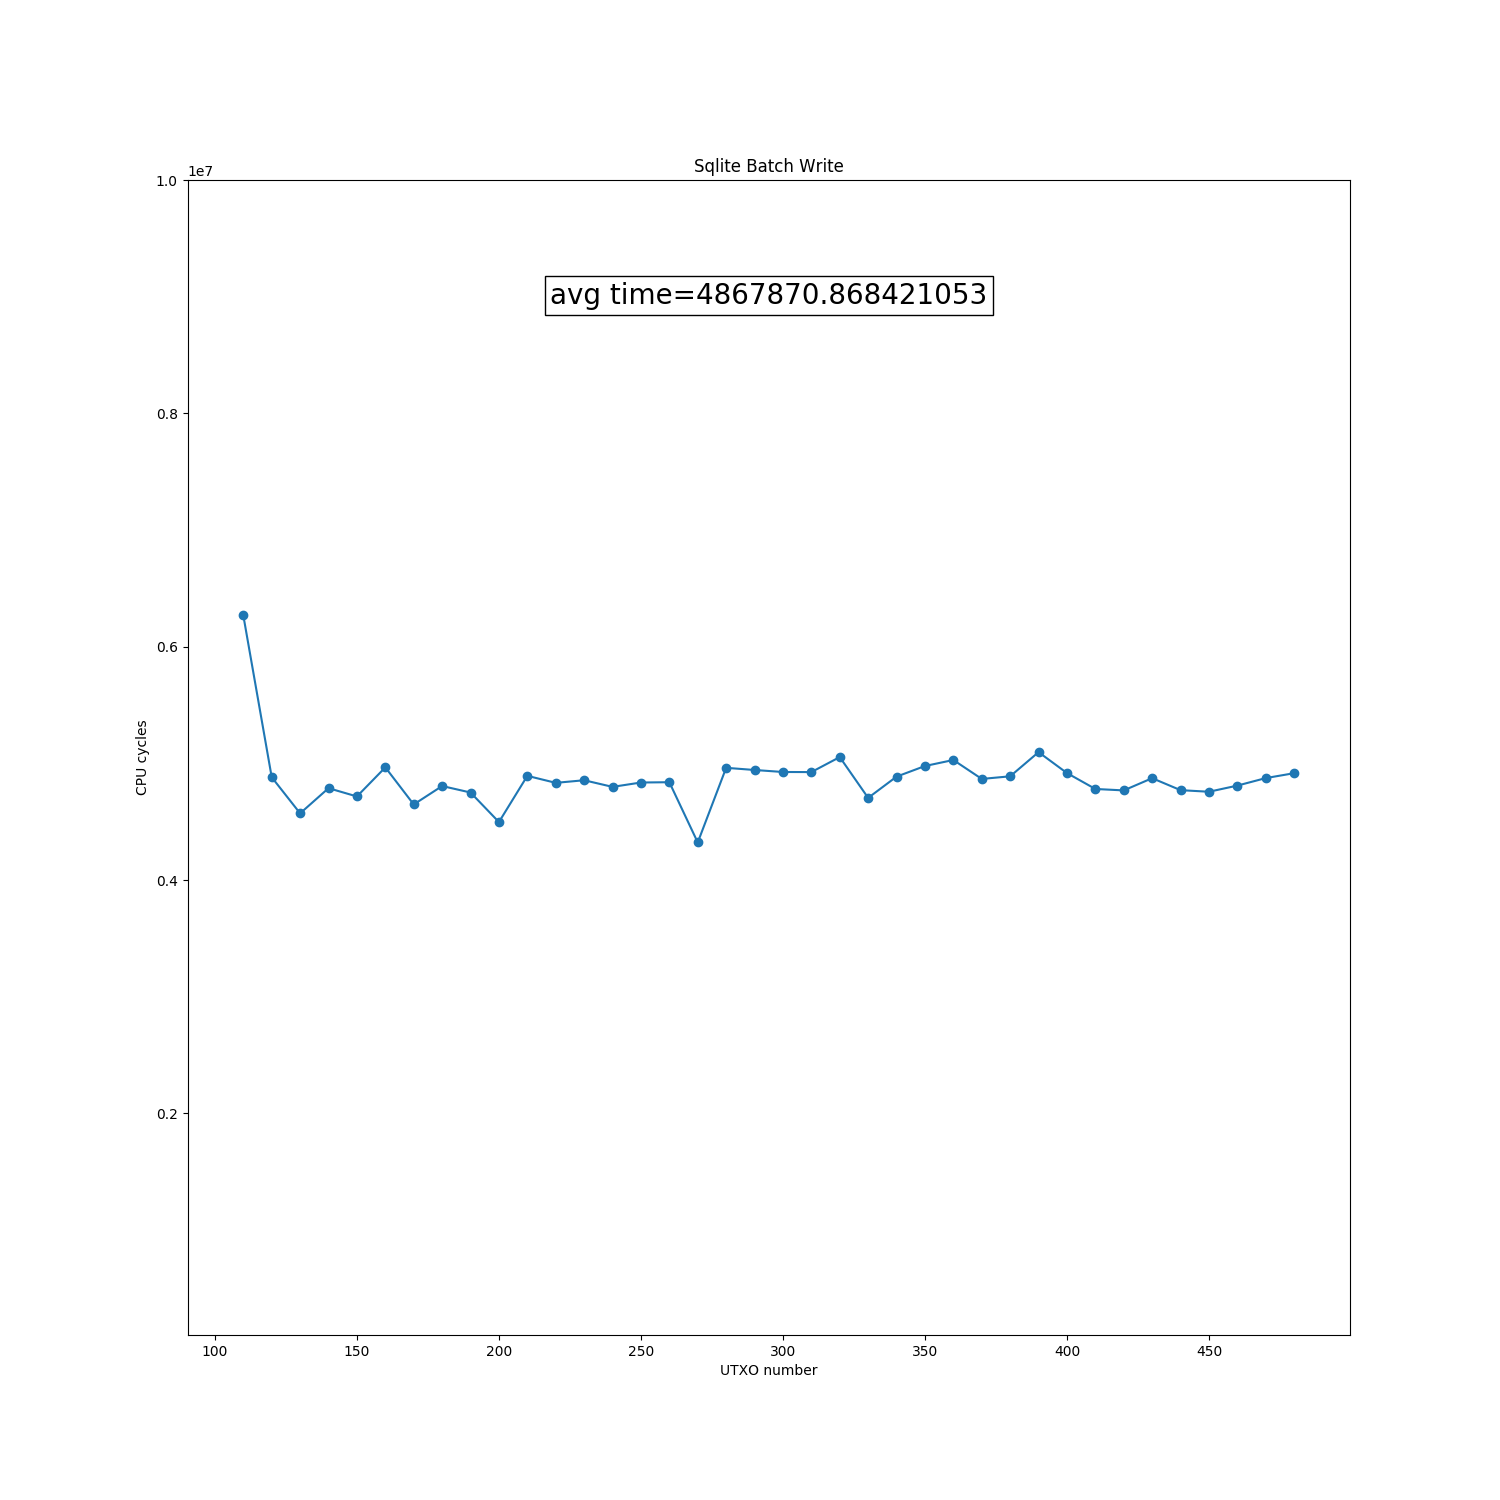 Sqlite Batch Write
1e7
1.0
avg time=4867870.868421053
0.8
0.6
CPU cycles
0.4
0.2
100 150 200 250 300 350 400 450
UTXO number